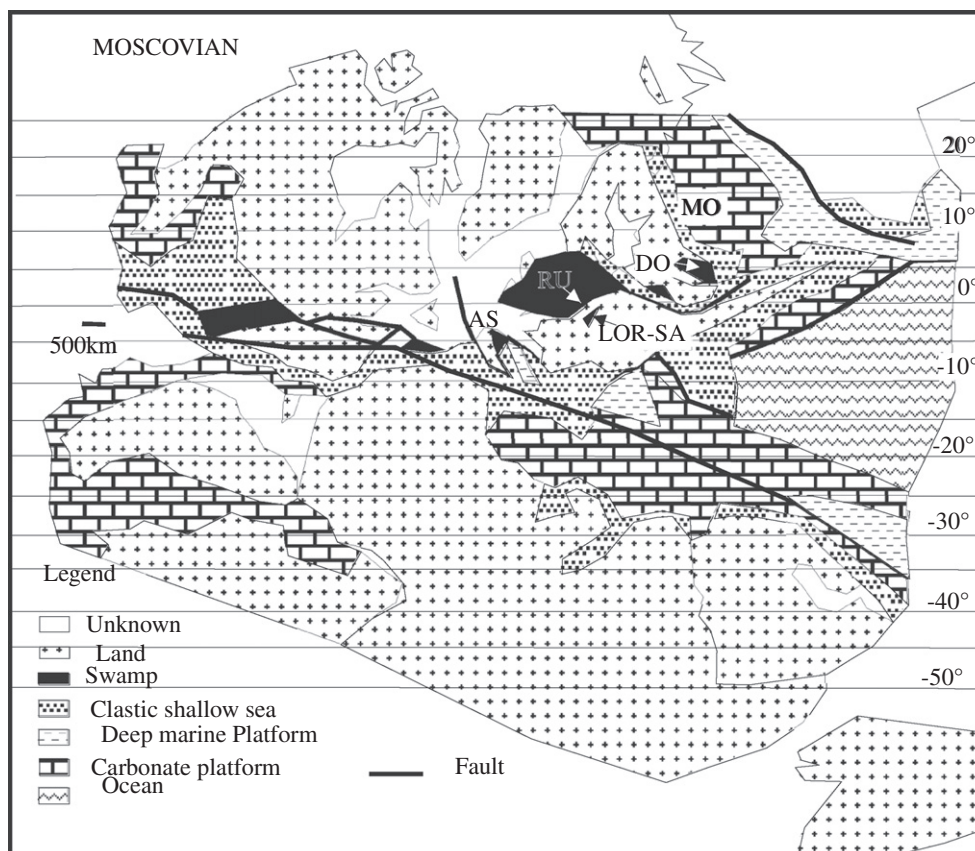 MOSCOVIAN
20°
MO
10°
DO
RU
0°
AS
LOR-SA
500km
-10°
-20°
-30°
Legend
-40°
Unknown
Land
Swamp
-50°
Clastic shallow sea
Deep marine Platform
Carbonate platform
Fault
Ocean